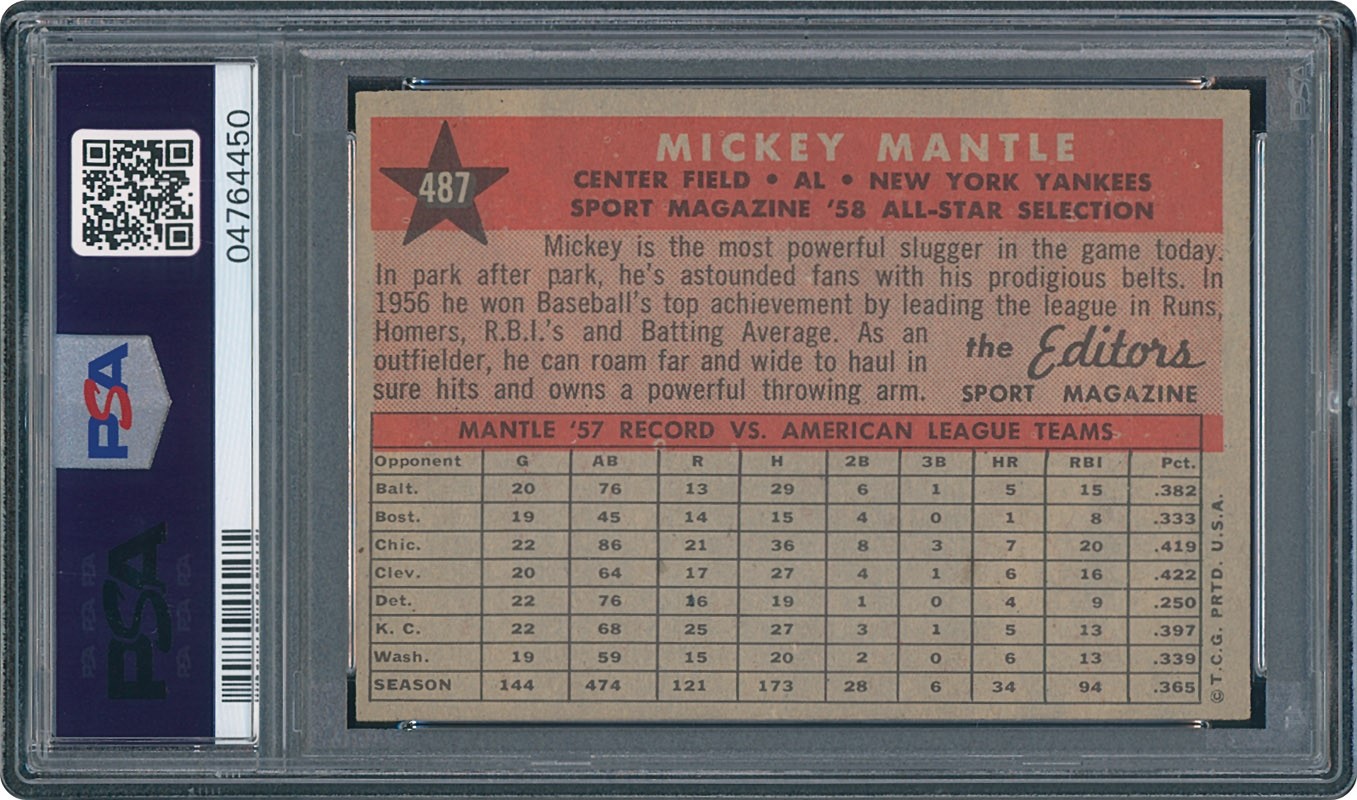 04764450
PSA
PSA
487
MICKEY MANTLE
CENTER FIELD • AL • NEW YORK YANKEES
SPORT MAGAZINE '58 ALL-STAR SELECTION
Mickey is the most powerful slugger in the game today.
In park after park, he's astounded fans with his prodigious belts. In
1956 he won Baseball's top achievement by leading the league in Runs,
Homers, R.B.I.'s and Batting Average. As an
outfielder, he can roam far and wide to haul in
sure hits and owns a powerful throwing arm.
the Editors
SPORT MAGAZINE
MANTLE '57 RECORD VS. AMERICAN LEAGUE TEAMS
Opponent G AB R H 2B 3B HR RBI Pct.
Balt. 20 76 13 29 6 1 5 15 .382
Bost. 19 45 14 15 4 0 1 8 .333
Chic. 22 86 21 36 8 3 7 20 .419
Clev. 20 64 17 27 4 1 6 16 .422
Det. 22 76 16 19 1 0 4 9 .250
K. C. 22 68 25 27 3 1 5 13 .397
Wash. 19 59 15 20 2 0 6 13 .339
SEASON 144 474 121 173 28 6 34 94 .365
© T.C.G. PRTD. U.S.A.
PSA